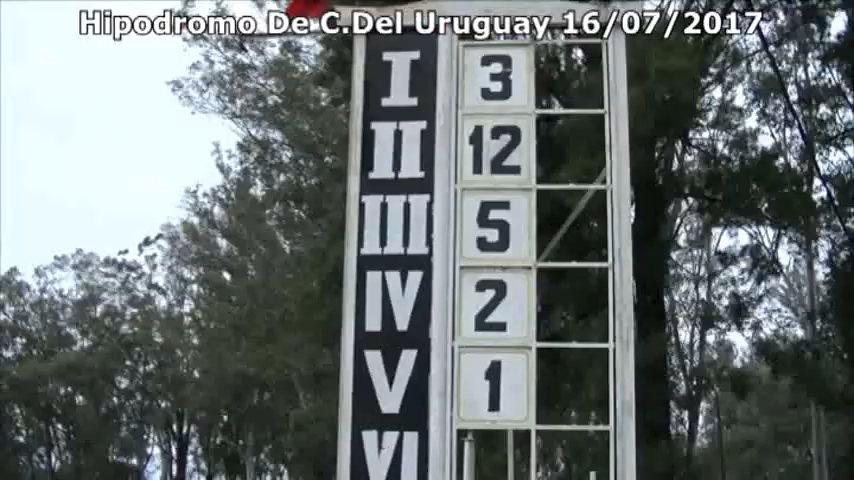 Hipodromo De C.Del Uruguay 16/07/2017
I 3
II 12
III 5
IV 2
V 1
VI